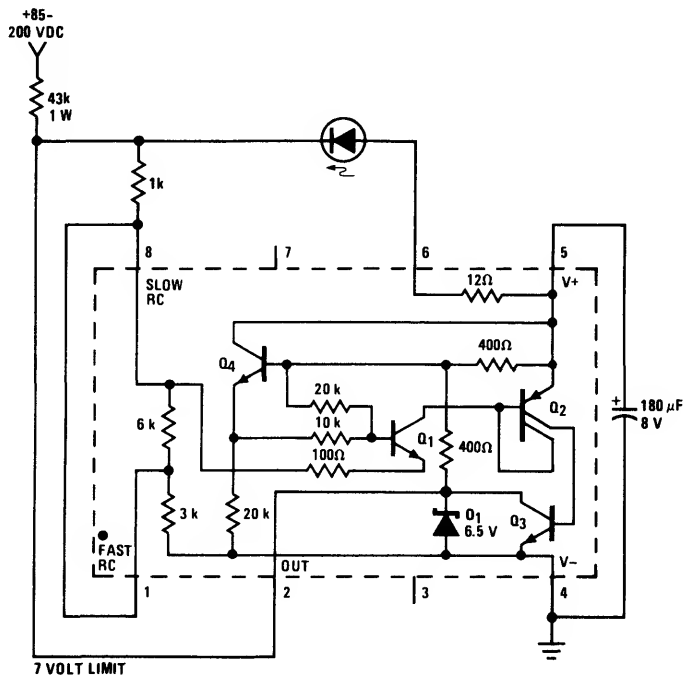 +85-
200 VDC
43k
1 W
1k
8
7
6
5
SLOW
RC
12Ω
V+
Q4
400Ω
20 k
Q2
+
180 μF
8 V
6 k
10 k
Q1
400Ω
100Ω
3 k
20 k
D1
6.5 V
Q3
FAST
RC
OUT
V−
1
2
3
4
7 VOLT LIMIT